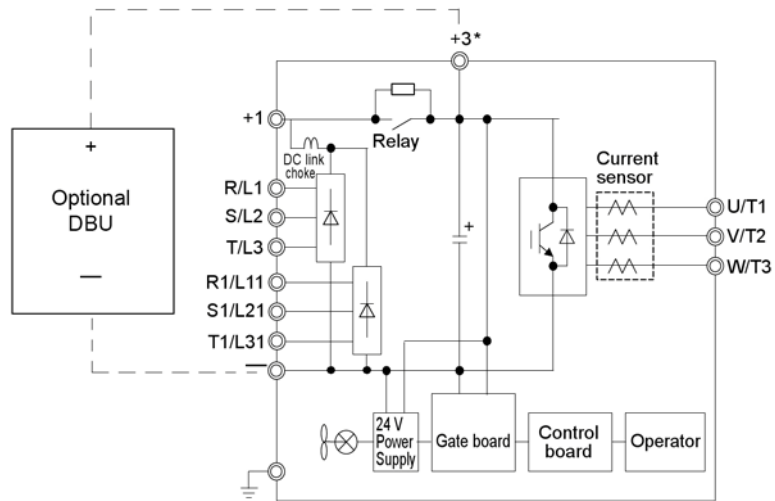 +3*
+1
Relay
DC link
choke
+
Optional
DBU
—
R/L1
S/L2
T/L3
R1/L11
S1/L21
T1/L31
—
+
Current
sensor
U/T1
V/T2
W/T3
24 V
Power
Supply
Gate board
Control
board
Operator